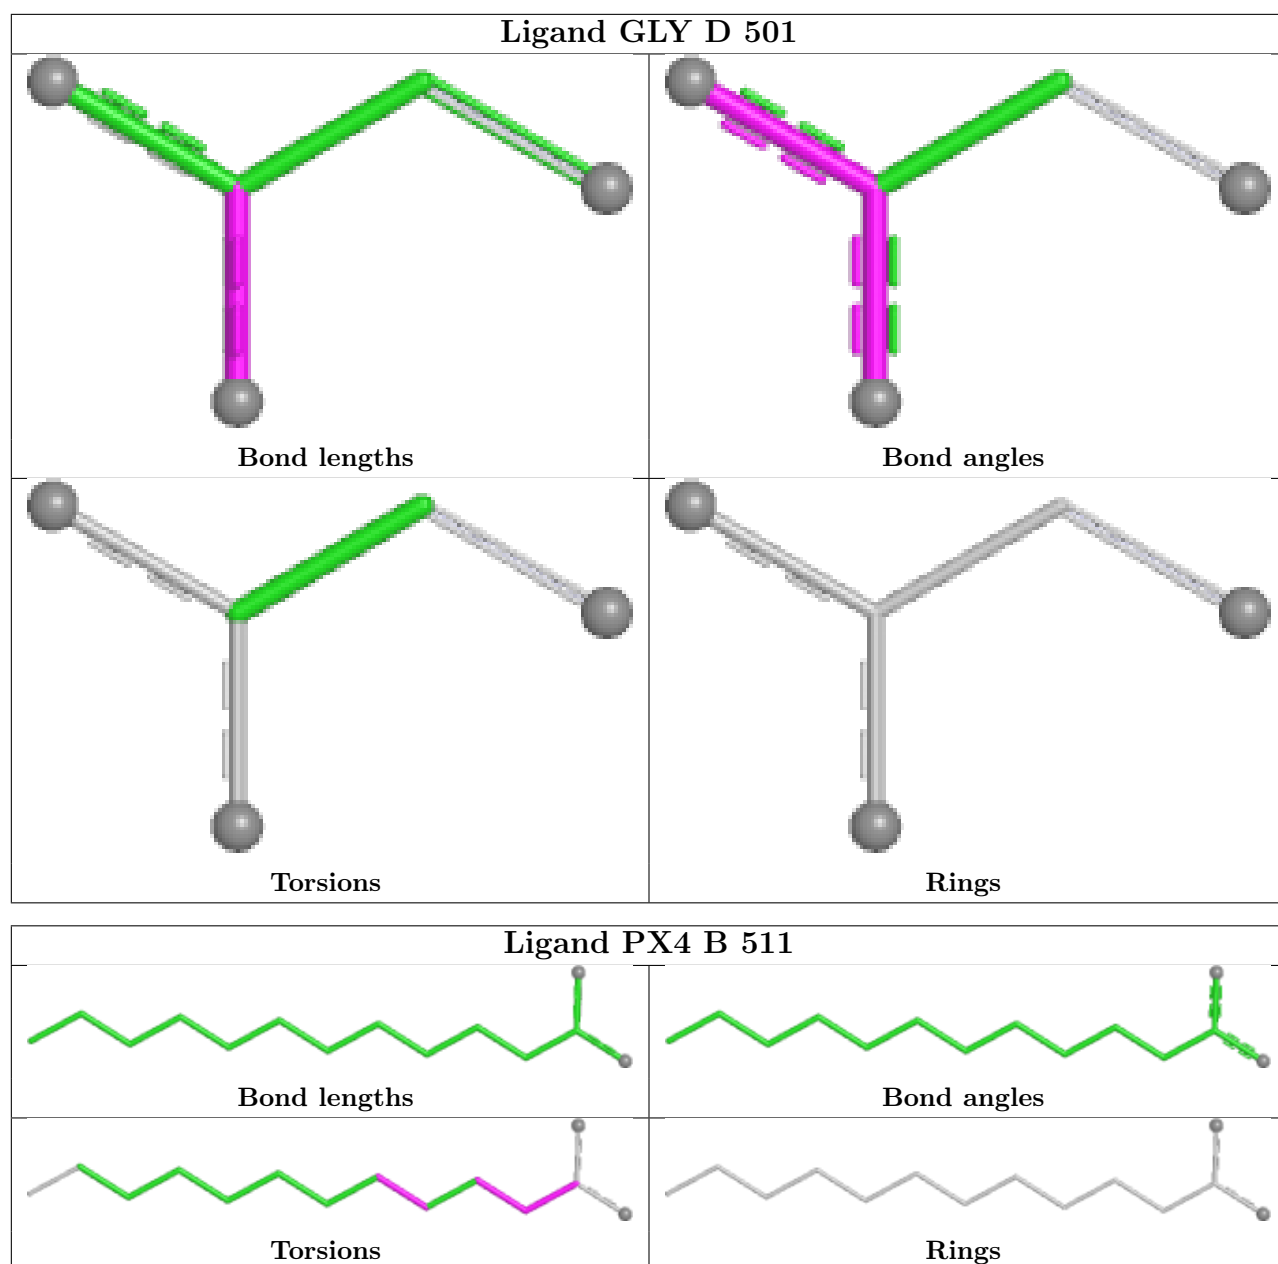 Ligand GLY D 501
Bond lengths
Bond angles
Torsions
Rings
Ligand PX4 B 511
Bond lengths
Bond angles
Torsions
Rings